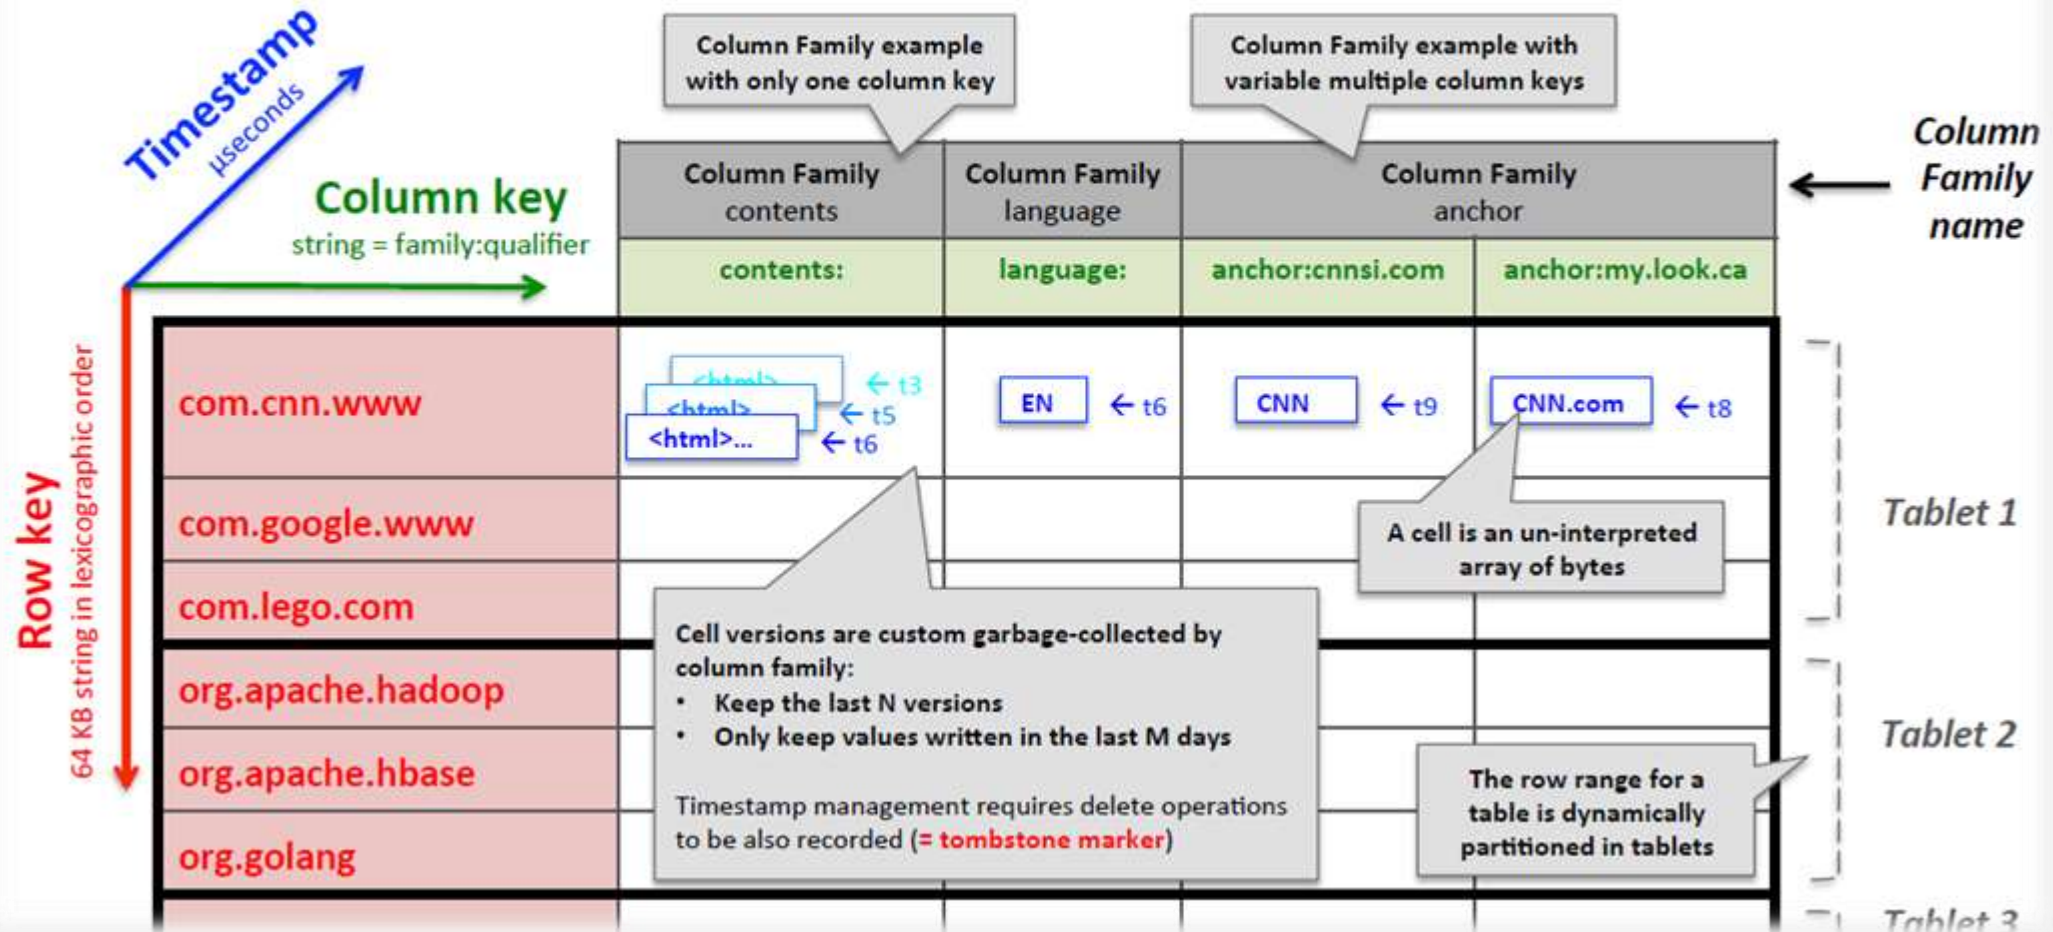 Timestamp
μseconds
Column key
string = family:qualifier
Row key
64 KB string in lexicographic order
Column Family example
with only one column key
Column Family example with
variable multiple column keys
Column
Family
name
Column Family
contents
Column Family
language
Column Family
anchor
contents:
language:
anchor:cnnsi.com
anchor:my.look.ca
com.cnn.www
<html>
← t3
<html>
← t5
<html>...
← t6
EN
← t6
CNN
← t9
CNN.com
← t8
com.google.www
com.lego.com
A cell is an un-interpreted
array of bytes
Tablet 1
Cell versions are custom garbage-collected by
column family:
• Keep the last N versions
• Only keep values written in the last M days
Timestamp management requires delete operations
to be also recorded (= tombstone marker)
org.apache.hadoop
org.apache.hbase
org.golang
The row range for a
table is dynamically
partitioned in tablets
Tablet 2
Tablet 3